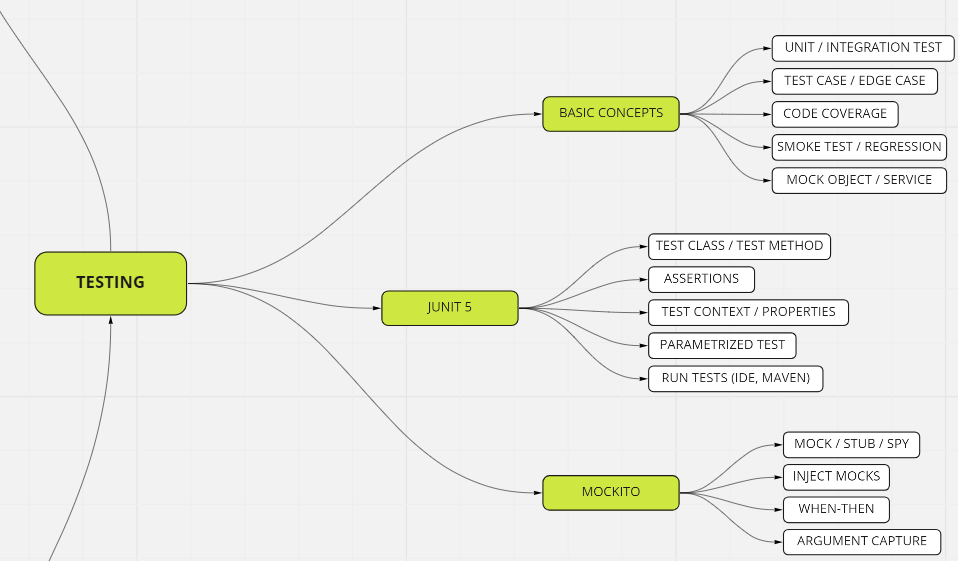 TESTING
BASIC CONCEPTS
UNIT / INTEGRATION TEST
TEST CASE / EDGE CASE
CODE COVERAGE
SMOKE TEST / REGRESSION
MOCK OBJECT / SERVICE
JUNIT 5
TEST CLASS / TEST METHOD
ASSERTIONS
TEST CONTEXT / PROPERTIES
PARAMETRIZED TEST
RUN TESTS (IDE, MAVEN)
MOCKITO
MOCK / STUB / SPY
INJECT MOCKS
WHEN-THEN
ARGUMENT CAPTURE